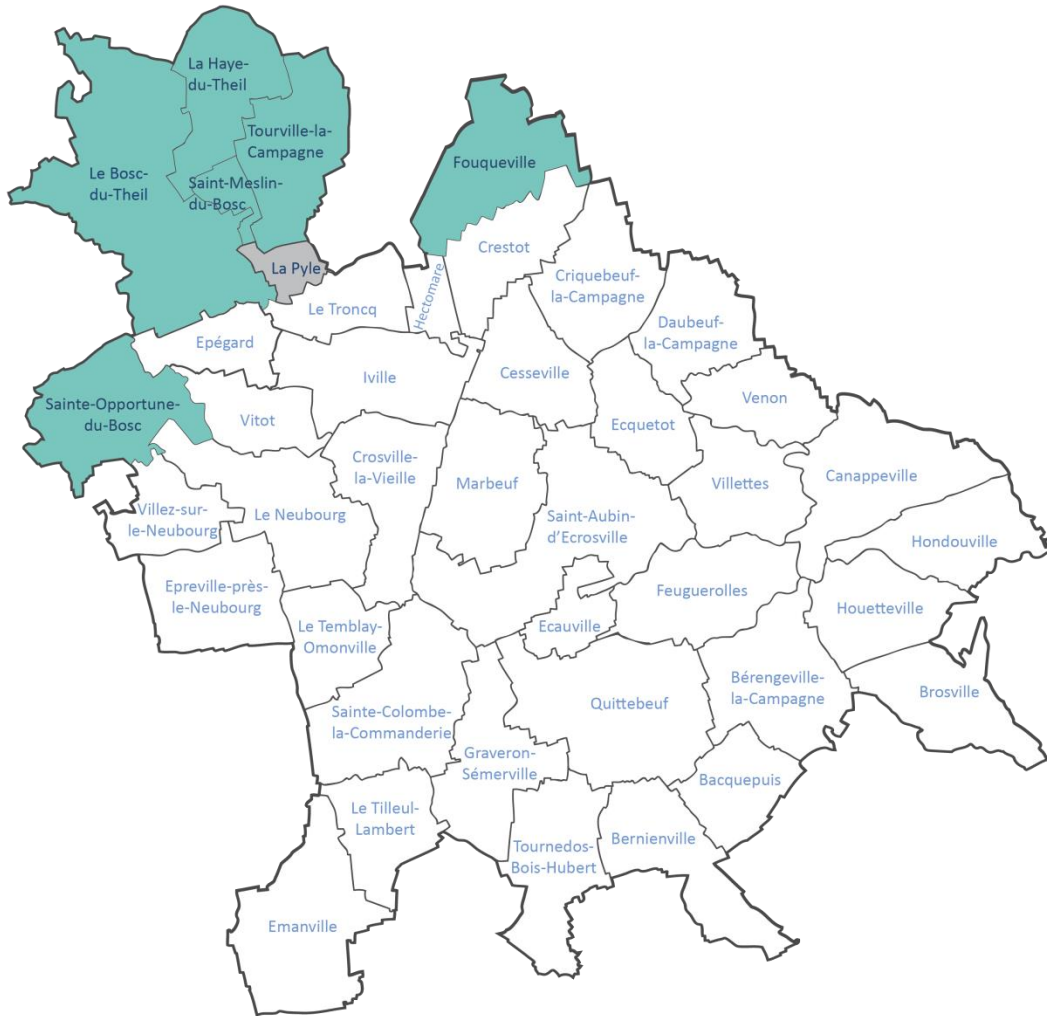 La Haye-
du-Theil
Tourville-la-
Campagne
Le Bosc-
du-Theil
Saint-Meslin-
du-Bosc
Fouqueville
La Pyle
Crestot
Hectomare
Criquebeuf-
la-Campagne
Le Troncq
Daubeuf-
la-Campagne
Epégard
Iville
Cesseville
Venon
Sainte-Opportune-
du-Bosc
Vitot
Ecquetot
Crosville-
la-Vieille
Marbeuf
Villettes
Canappeville
Villez-sur-
le-Neubourg
Le Neubourg
Saint-Aubin-
d'Ecrosville
Hondouville
Epreville-près-
le-Neubourg
Feuguerolles
Houetteville
Le Temblay-
Omonville
Ecauville
Bérengeville-
la-Campagne
Brosville
Sainte-Colombe-
la-Commanderie
Quittebeuf
Graveron-
Sémerville
Bacquepuis
Le Tilleul-
Lambert
Tournedos-
Bois-Hubert
Bernienville
Emanville